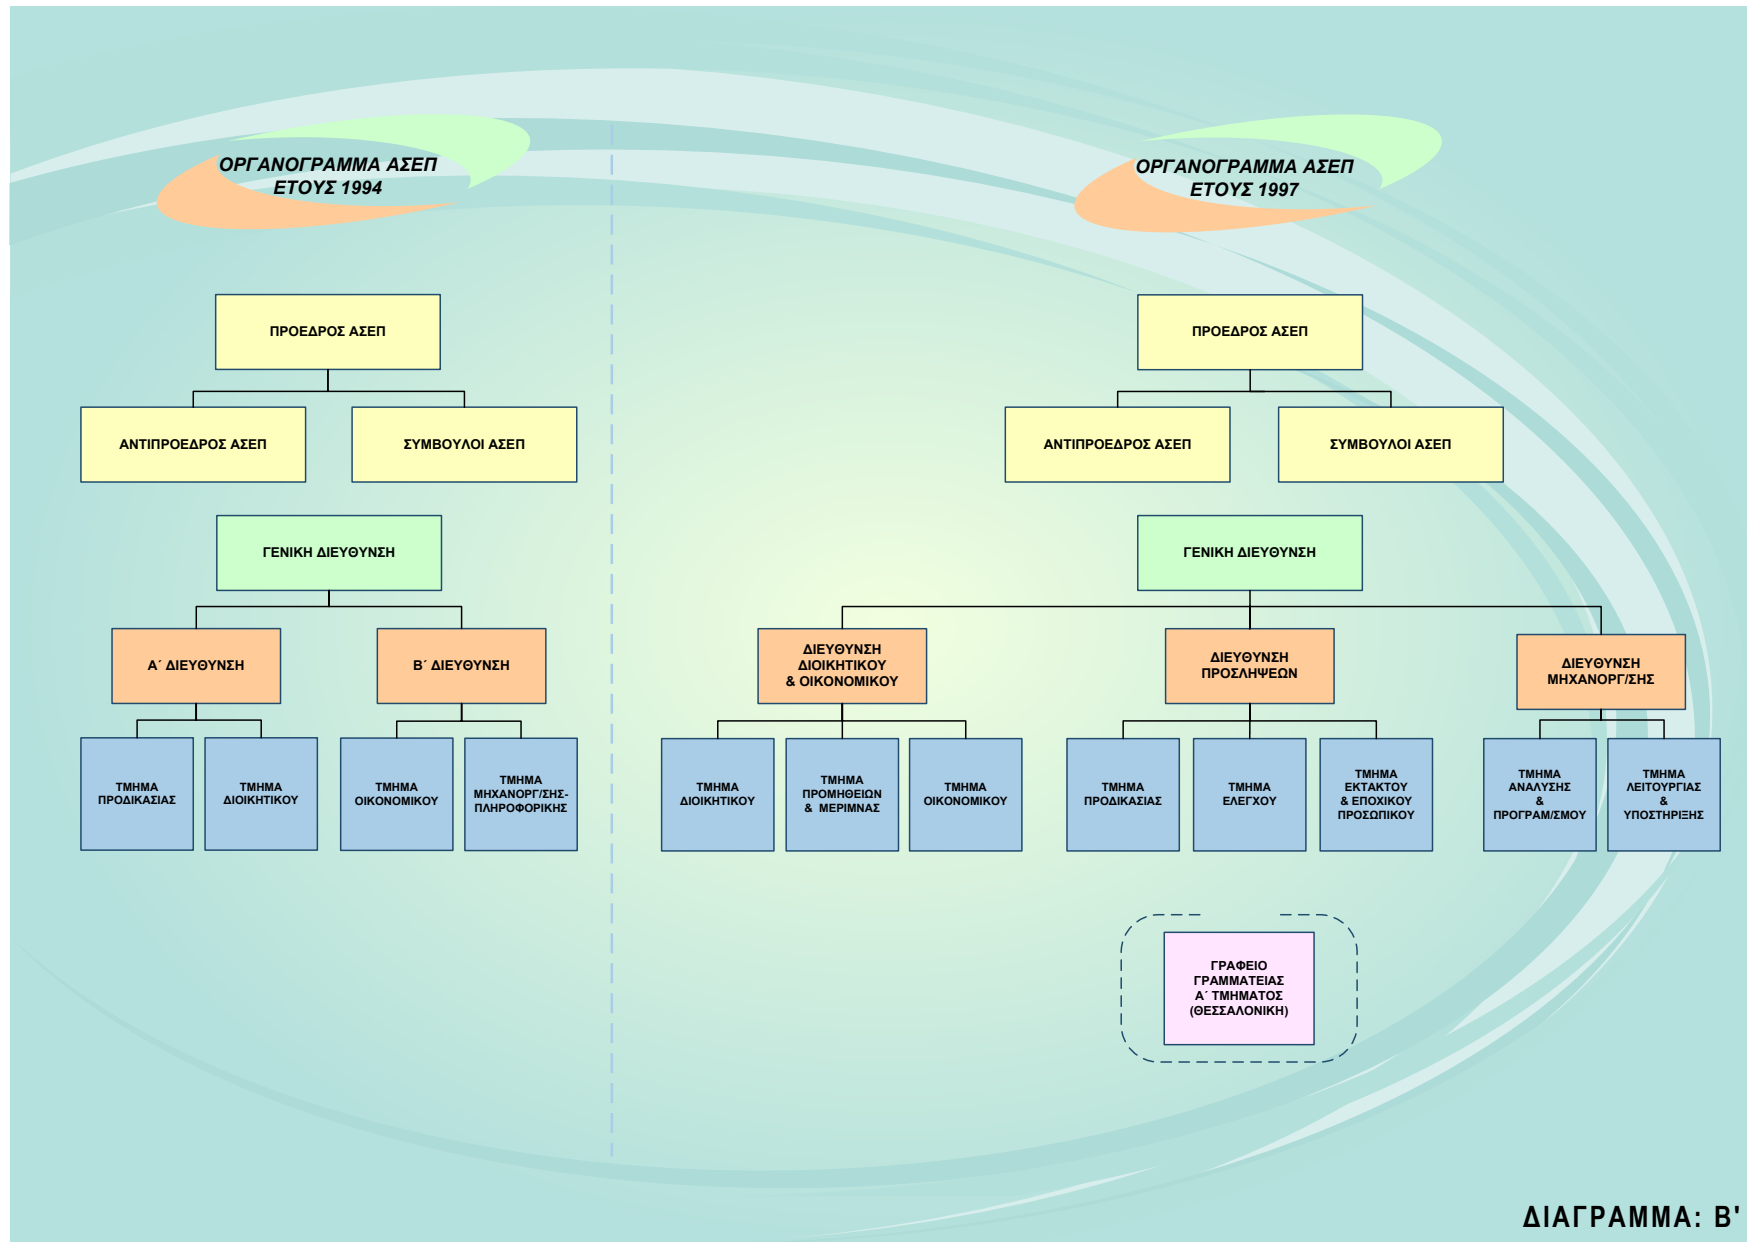 ΟΡΓΑΝΟΓΡΑΜΜΑ ΑΣΕΠ
ΕΤΟΥΣ 1994
ΠΡΟΕΔΡΟΣ ΑΣΕΠ
ΑΝΤΙΠΡΟΕΔΡΟΣ ΑΣΕΠ
ΣΥΜΒΟΥΛΟΙ ΑΣΕΠ
ΓΕΝΙΚΗ ΔΙΕΥΘΥΝΣΗ
Α΄ ΔΙΕΥΘΥΝΣΗ
Β΄ ΔΙΕΥΘΥΝΣΗ
ΤΜΗΜΑ
ΠΡΟΔΙΚΑΣΙΑΣ
ΤΜΗΜΑ
ΔΙΟΙΚΗΤΙΚΟΥ
ΤΜΗΜΑ
ΟΙΚΟΝΟΜΙΚΟΥ
ΤΜΗΜΑ
ΜΗΧΑΝΟΡΓ/ΣΗΣ-
ΠΛΗΡΟΦΟΡΙΚΗΣ
ΟΡΓΑΝΟΓΡΑΜΜΑ ΑΣΕΠ
ΕΤΟΥΣ 1997
ΠΡΟΕΔΡΟΣ ΑΣΕΠ
ΑΝΤΙΠΡΟΕΔΡΟΣ ΑΣΕΠ
ΣΥΜΒΟΥΛΟΙ ΑΣΕΠ
ΓΕΝΙΚΗ ΔΙΕΥΘΥΝΣΗ
ΔΙΕΥΘΥΝΣΗ
ΔΙΟΙΚΗΤΙΚΟΥ
& ΟΙΚΟΝΟΜΙΚΟΥ
ΔΙΕΥΘΥΝΣΗ
ΠΡΟΣΛΗΨΕΩΝ
ΔΙΕΥΘΥΝΣΗ
ΜΗΧΑΝΟΡΓ/ΣΗΣ
ΤΜΗΜΑ
ΔΙΟΙΚΗΤΙΚΟΥ
ΤΜΗΜΑ
ΠΡΟΜΗΘΕΙΩΝ
& ΜΕΡΙΜΝΑΣ
ΤΜΗΜΑ
ΟΙΚΟΝΟΜΙΚΟΥ
ΤΜΗΜΑ
ΠΡΟΔΙΚΑΣΙΑΣ
ΤΜΗΜΑ
ΕΛΕΓΧΟΥ
ΤΜΗΜΑ
ΕΚΤΑΚΤΟΥ
& ΕΠΟΧΙΚΟΥ
ΠΡΟΣΩΠΙΚΟΥ
ΤΜΗΜΑ
ΑΝΑΛΥΣΗΣ
&
ΠΡΟΓΡΑΜ/ΣΜΟΥ
ΤΜΗΜΑ
ΛΕΙΤΟΥΡΓΙΑΣ
&
ΥΠΟΣΤΗΡΙΞΗΣ
ΓΡΑΦΕΙΟ
ΓΡΑΜΜΑΤΕΙΑΣ
Α΄ ΤΜΗΜΑΤΟΣ
(ΘΕΣΣΑΛΟΝΙΚΗ)
ΔΙΑΓΡΑΜΜΑ: Β'